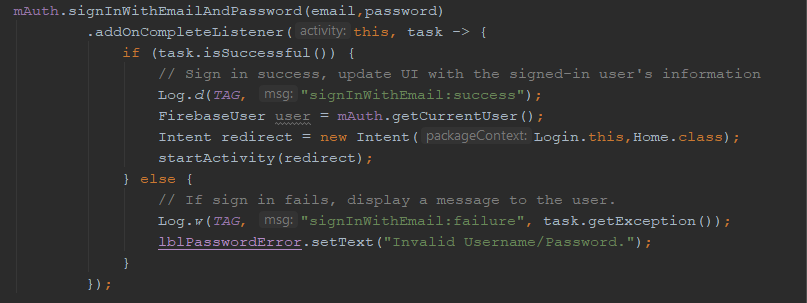 mAuth.signInWithEmailAndPassword(email,password)
.addOnCompleteListener( activity: this, task -> {
if (task.isSuccessful()) {
// Sign in success, update UI with the signed-in user's information
Log.d(TAG, msg: "signInWithEmail:success");
FirebaseUser user = mAuth.getCurrentUser();
Intent redirect = new Intent( packageContext: Login.this,Home.class);
startActivity(redirect);
} else {
// If sign in fails, display a message to the user.
Log.w(TAG, msg: "signInWithEmail:failure", task.getException());
lblPasswordError.setText("Invalid Username/Password.");
}
});